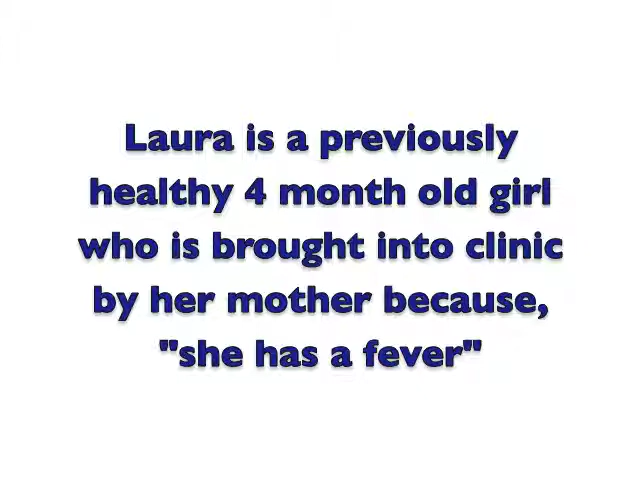 Laura is a previously
healthy 4 month old girl
who is brought into clinic
by her mother because,
"she has a fever"